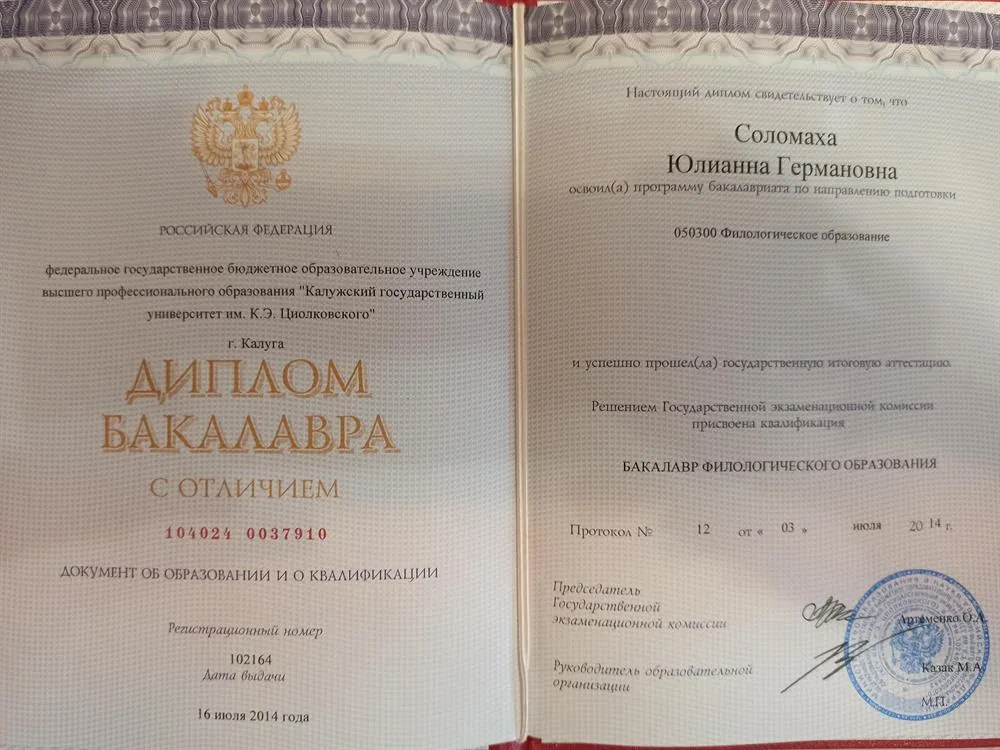 РОССИЙСКАЯ ФЕДЕРАЦИЯ
федеральное государственное бюджетное образовательное учреждение
высшего профессионального образования "Калужский государственный
университет им. К.Э. Циолковского"
г. Калуга
ДИПЛОМ
БАКАЛАВРА
С ОТЛИЧИЕМ
104024 0037910
ДОКУМЕНТ ОБ ОБРАЗОВАНИИ И О КВАЛИФИКАЦИИ
Регистрационный номер
102164
Дата выдачи
16 июля 2014 года
Настоящий диплом свидетельствует о том, что
Соломаха
Юлианна Германовна
освоил(а) программу бакалавриата по направлению подготовки
050300 Филологическое образование
и успешно прошел(ла) государственную итоговую аттестацию.
Решением Государственной экзаменационной комиссии
присвоена квалификация
БАКАЛАВР ФИЛОЛОГИЧЕСКОГО ОБРАЗОВАНИЯ
Протокол № 12 от « 03 » июля 2014 г.
Председатель
Государственной
экзаменационной комиссии
Артеменко О.А.
Руководитель образовательной
организации
Казак М.А.
М.П.